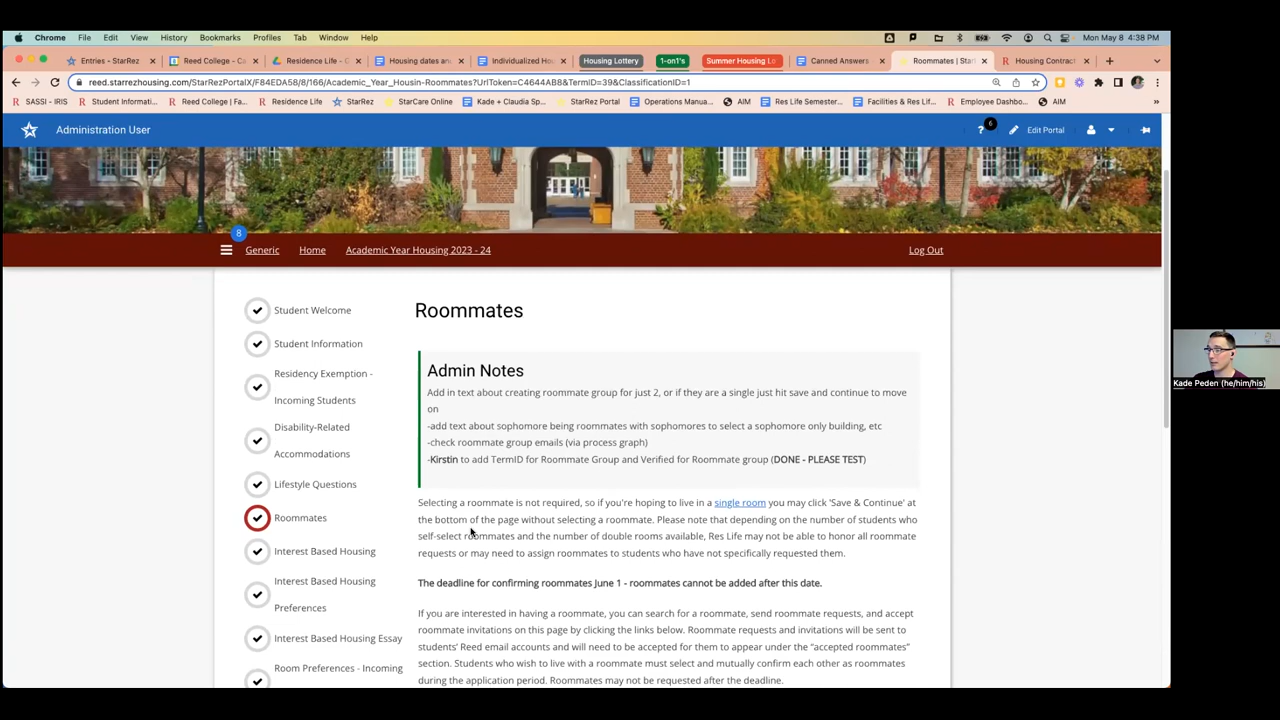 Chrome File Edit View History Bookmarks Profiles Tab Window Help Mon May 8 4:38 PM
Entries - StarRez Reed College - Ca Residence Life - G Housing dates an Individualized Ho Housing Lottery 1-on1's Summer Housing Lo Canned Answers Roommates | Star Housing Contract
reed.starrezhousing.com/StarRezPortalX/F84EDA58/8/166/Academic_Year_Housin-Roommates?UrlToken=C4644AB8&TermID=39&ClassificationID=1
SASSI - IRIS Student Informati... Reed College | Fa... Residence Life StarRez StarCare Online Kade + Claudia Sp... StarRez Portal Operations Manua... AIM Res Life Semester... Facilities & Res Lif... Employee Dashbo... AIM »
Administration User ? 6 Edit Portal
8
Generic Home Academic Year Housing 2023 - 24 Log Out
Student Welcome
Student Information
Residency Exemption -
Incoming Students
Disability-Related
Accommodations
Lifestyle Questions
Roommates
Interest Based Housing
Interest Based Housing
Preferences
Interest Based Housing Essay
Room Preferences - Incoming
Roommates
Admin Notes
Add in text about creating roommate group for just 2, or if they are a single just hit save and continue to move
on
-add text about sophomore being roommates with sophomores to select a sophomore only building, etc
-check roommate group emails (via process graph)
-Kirstin to add TermID for Roommate Group and Verified for Roommate group (DONE - PLEASE TEST)
Selecting a roommate is not required, so if you're hoping to live in a single room you may click 'Save & Continue' at
the bottom of the page without selecting a roommate. Please note that depending on the number of students who
self-select roommates and the number of double rooms available, Res Life may not be able to honor all roommate
requests or may need to assign roommates to students who have not specifically requested them.
The deadline for confirming roommates June 1 - roommates cannot be added after this date.
If you are interested in having a roommate, you can search for a roommate, send roommate requests, and accept
roommate invitations on this page by clicking the links below. Roommate requests and invitations will be sent to
students' Reed email accounts and will need to be accepted for them to appear under the "accepted roommates"
section. Students who wish to live with a roommate must select and mutually confirm each other as roommates
during the application period. Roommates may not be requested after the deadline.
Kade Peden (he/him/his)